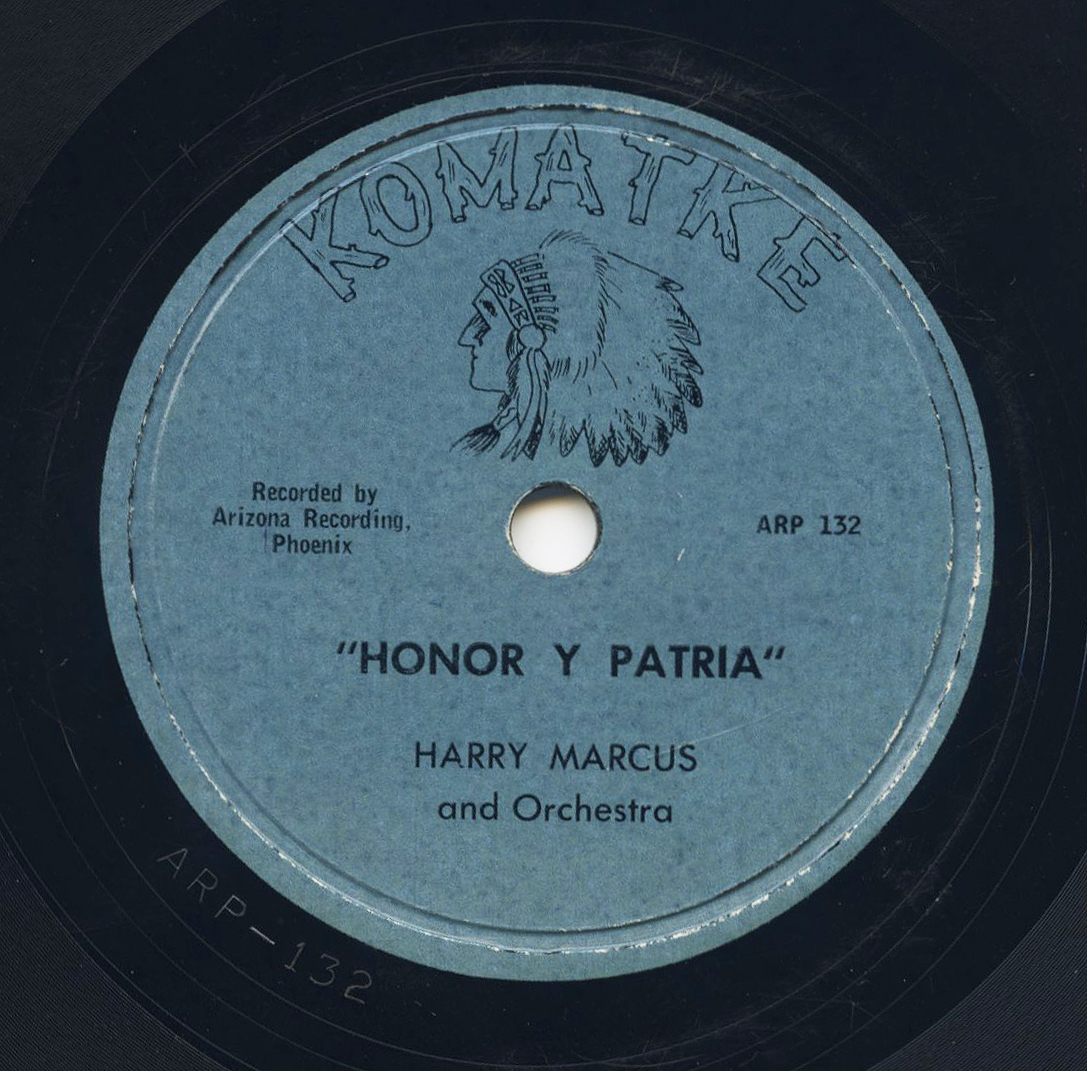 KOMATKE
Recorded by
Arizona Recording,
Phoenix
ARP 132
"HONOR Y PATRIA"
HARRY MARCUS
and Orchestra
ARP-132